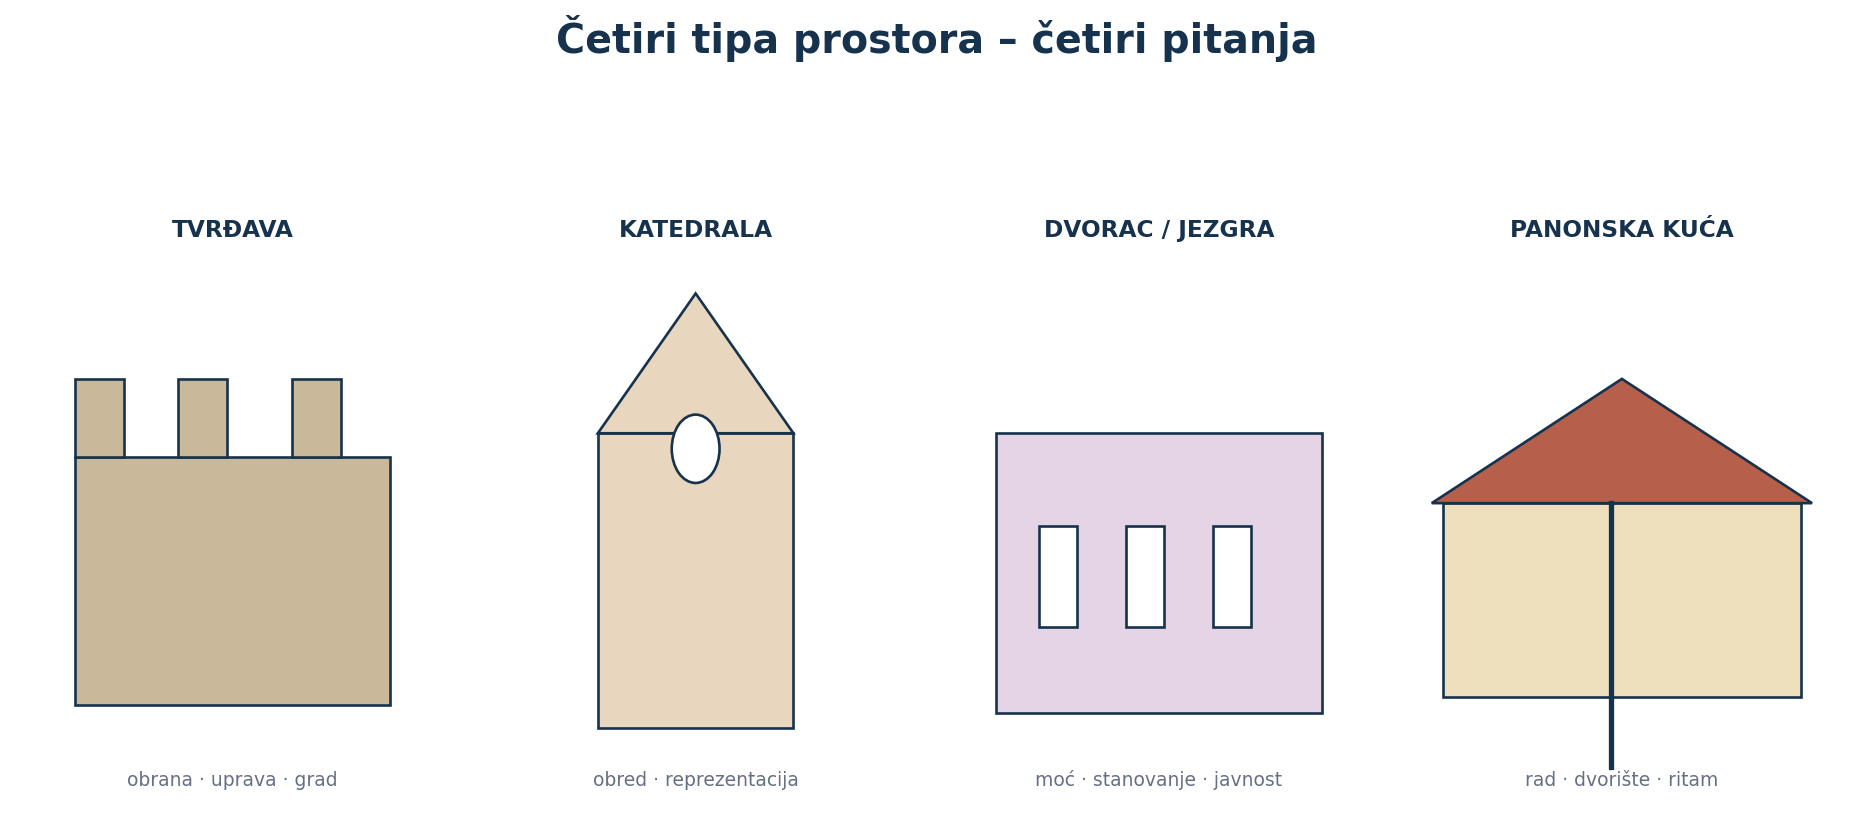 Četiri tipa prostora – četiri pitanja
TVRĐAVA
KATEDRALA
DVORAC / JEZGRA
PANONSKA KUĆA
obrana · uprava · grad
obred · reprezentacija
moć · stanovanje · javnost
rad · dvorište · ritam